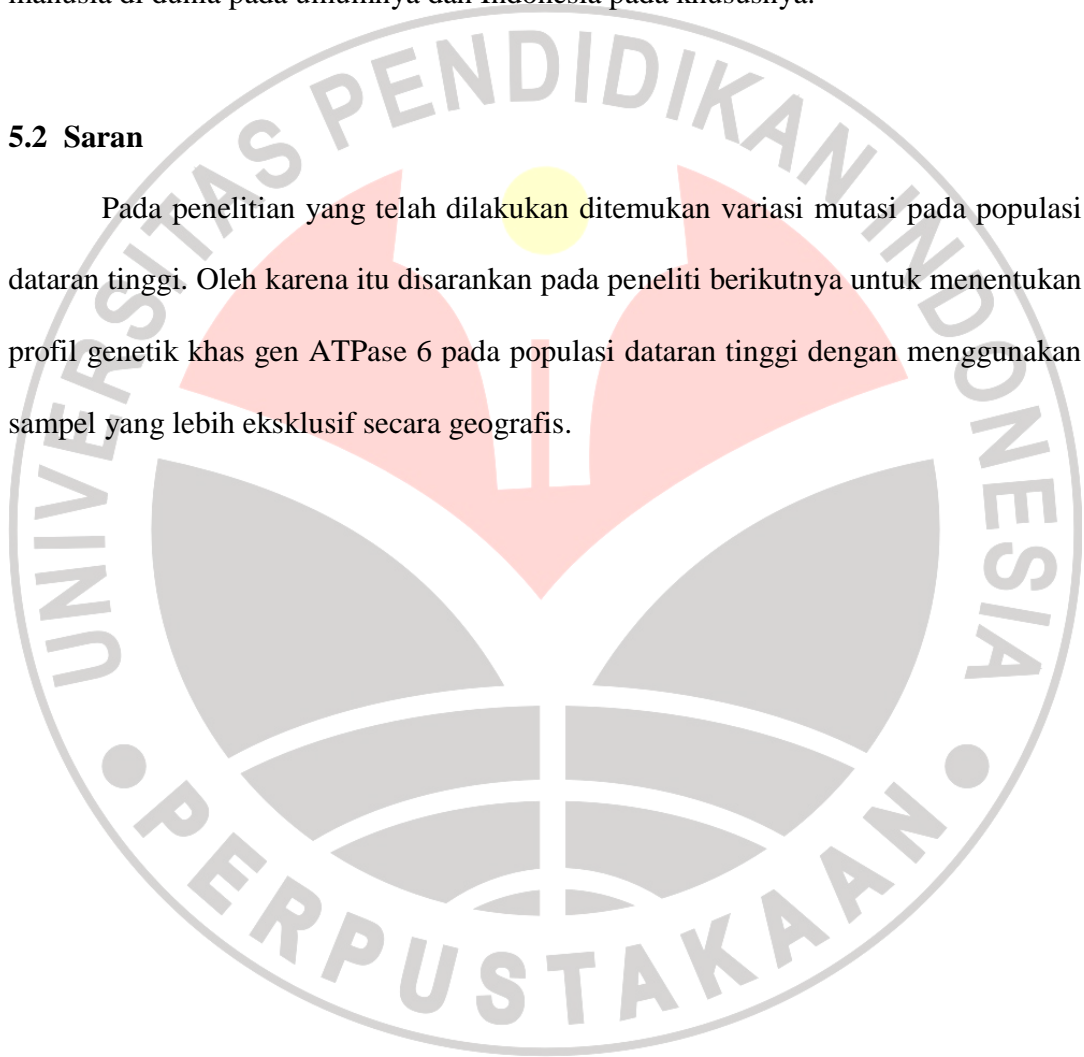 manusia di dunia pada umumnya dan Indonesia pada khususnya.
5.2 Saran
Pada penelitian yang telah dilakukan ditemukan variasi mutasi pada populasi
dataran tinggi. Oleh karena itu disarankan pada peneliti berikutnya untuk menentukan
profil genetik khas gen ATPase 6 pada populasi dataran tinggi dengan menggunakan
sampel yang lebih eksklusif secara geografis.
UNIVERSITAS PENDIDIKAN INDONESIA
PERPUSTAKAAN